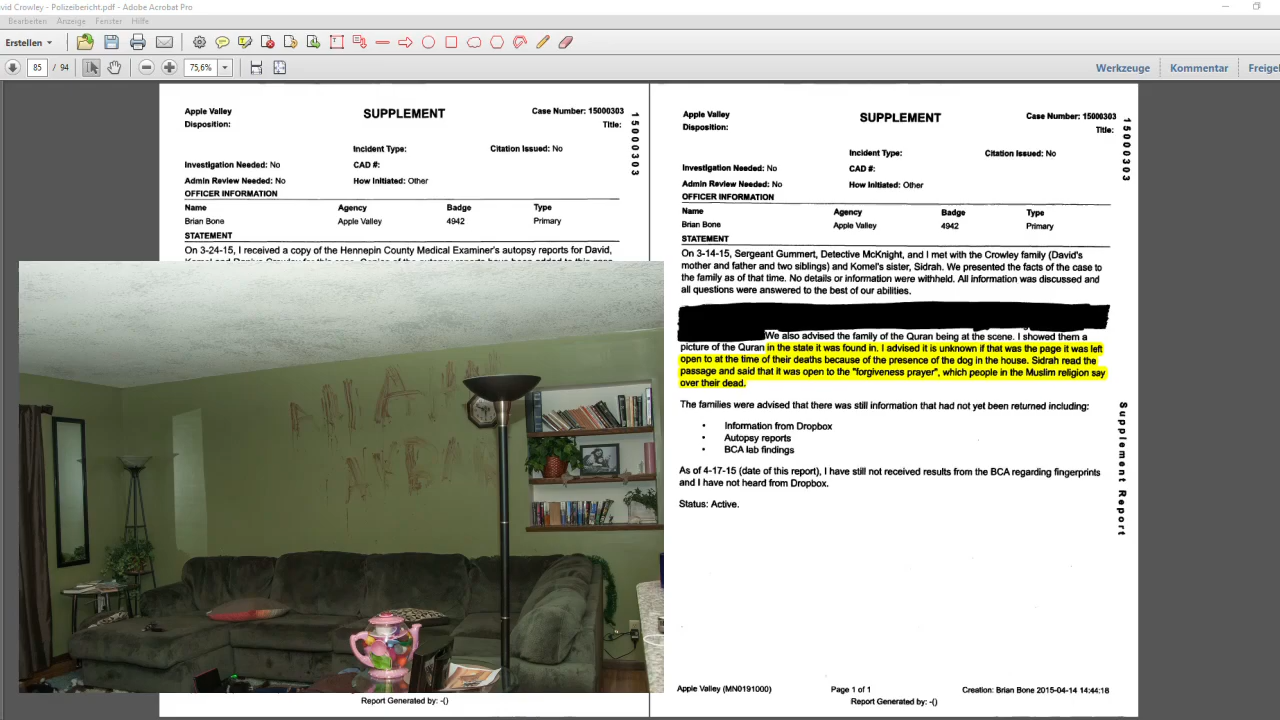 vid Crowley - Polizeibericht.pdf - Adobe Acrobat Pro
Bearbeiten Anzeige Fenster Hilfe
Erstellen
85 / 94 75,6%
Werkzeuge Kommentar Freigel
Apple Valley SUPPLEMENT Case Number: 15000303
Disposition: Title:
Incident Type: Citation Issued: No
Investigation Needed: No CAD #:
Admin Review Needed: No How Initiated: Other
OFFICER INFORMATION
Name Agency Badge Type
Brian Bone Apple Valley 4942 Primary
STATEMENT
On 3-24-15, I received a copy of the Hennepin County Medical Examiner's autopsy reports for David,
15000303
ALLAHU
AKBAR
Report Generated by: -()
Apple Valley SUPPLEMENT Case Number: 15000303
Disposition: Title:
Incident Type: Citation Issued: No
Investigation Needed: No CAD #:
Admin Review Needed: No How Initiated: Other
OFFICER INFORMATION
Name Agency Badge Type
Brian Bone Apple Valley 4942 Primary
STATEMENT
On 3-14-15, Sergeant Gummert, Detective McKnight, and I met with the Crowley family (David's
mother and father and two siblings) and Komel's sister, Sidrah. We presented the facts of the case to
the family as of that time. No details or information were withheld. All information was discussed and
all questions were answered to the best of our abilities.
We also advised the family of the Quran being at the scene. I showed them a
picture of the Quran in the state it was found in. I advised it is unknown if that was the page it was left
open to at the time of their deaths because of the presence of the dog in the house. Sidrah read the
passage and said that it was open to the "forgiveness prayer", which people in the Muslim religion say
over their dead.
The families were advised that there was still information that had not yet been returned including:
• Information from Dropbox
• Autopsy reports
• BCA lab findings
As of 4-17-15 (date of this report), I have still not received results from the BCA regarding fingerprints
and I have not heard from Dropbox.
Status: Active.
15000303
Supplement Report
Apple Valley (MN0191000) Page 1 of 1 Creation: Brian Bone 2015-04-14 14:44:18
Report Generated by: -()